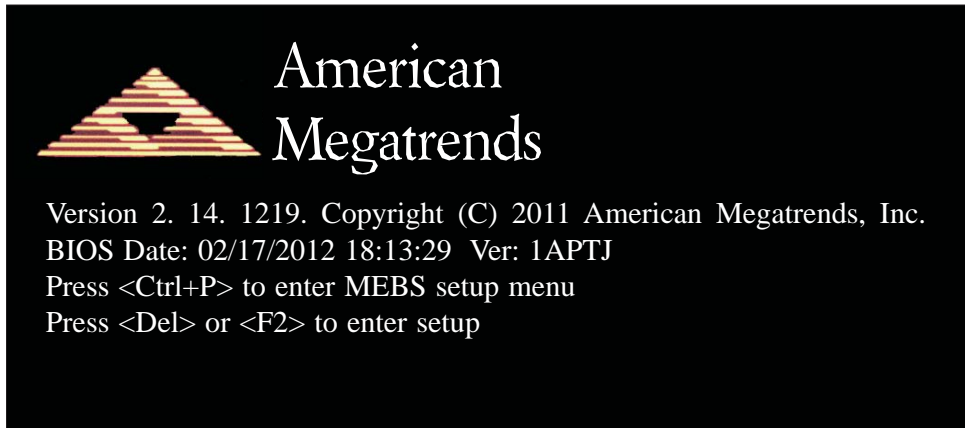 American
Megatrends
Version 2. 14. 1219. Copyright (C) 2011 American Megatrends, Inc.
BIOS Date: 02/17/2012 18:13:29 Ver: 1APTJ
Press <Ctrl+P> to enter MEBS setup menu
Press <Del> or <F2> to enter setup